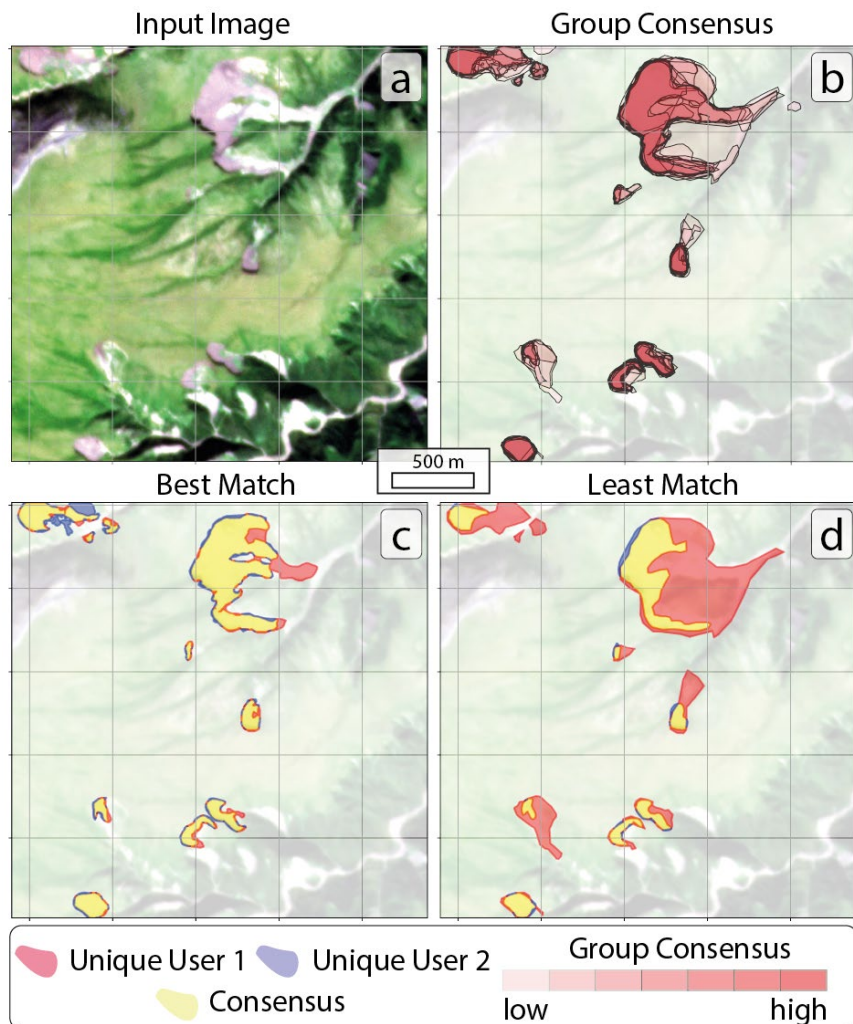 Input Image
Group Consensus
a
b
500 m
Best Match
Least Match
c
d
Unique User 1
Unique User 2
Consensus
Group Consensus
low
high